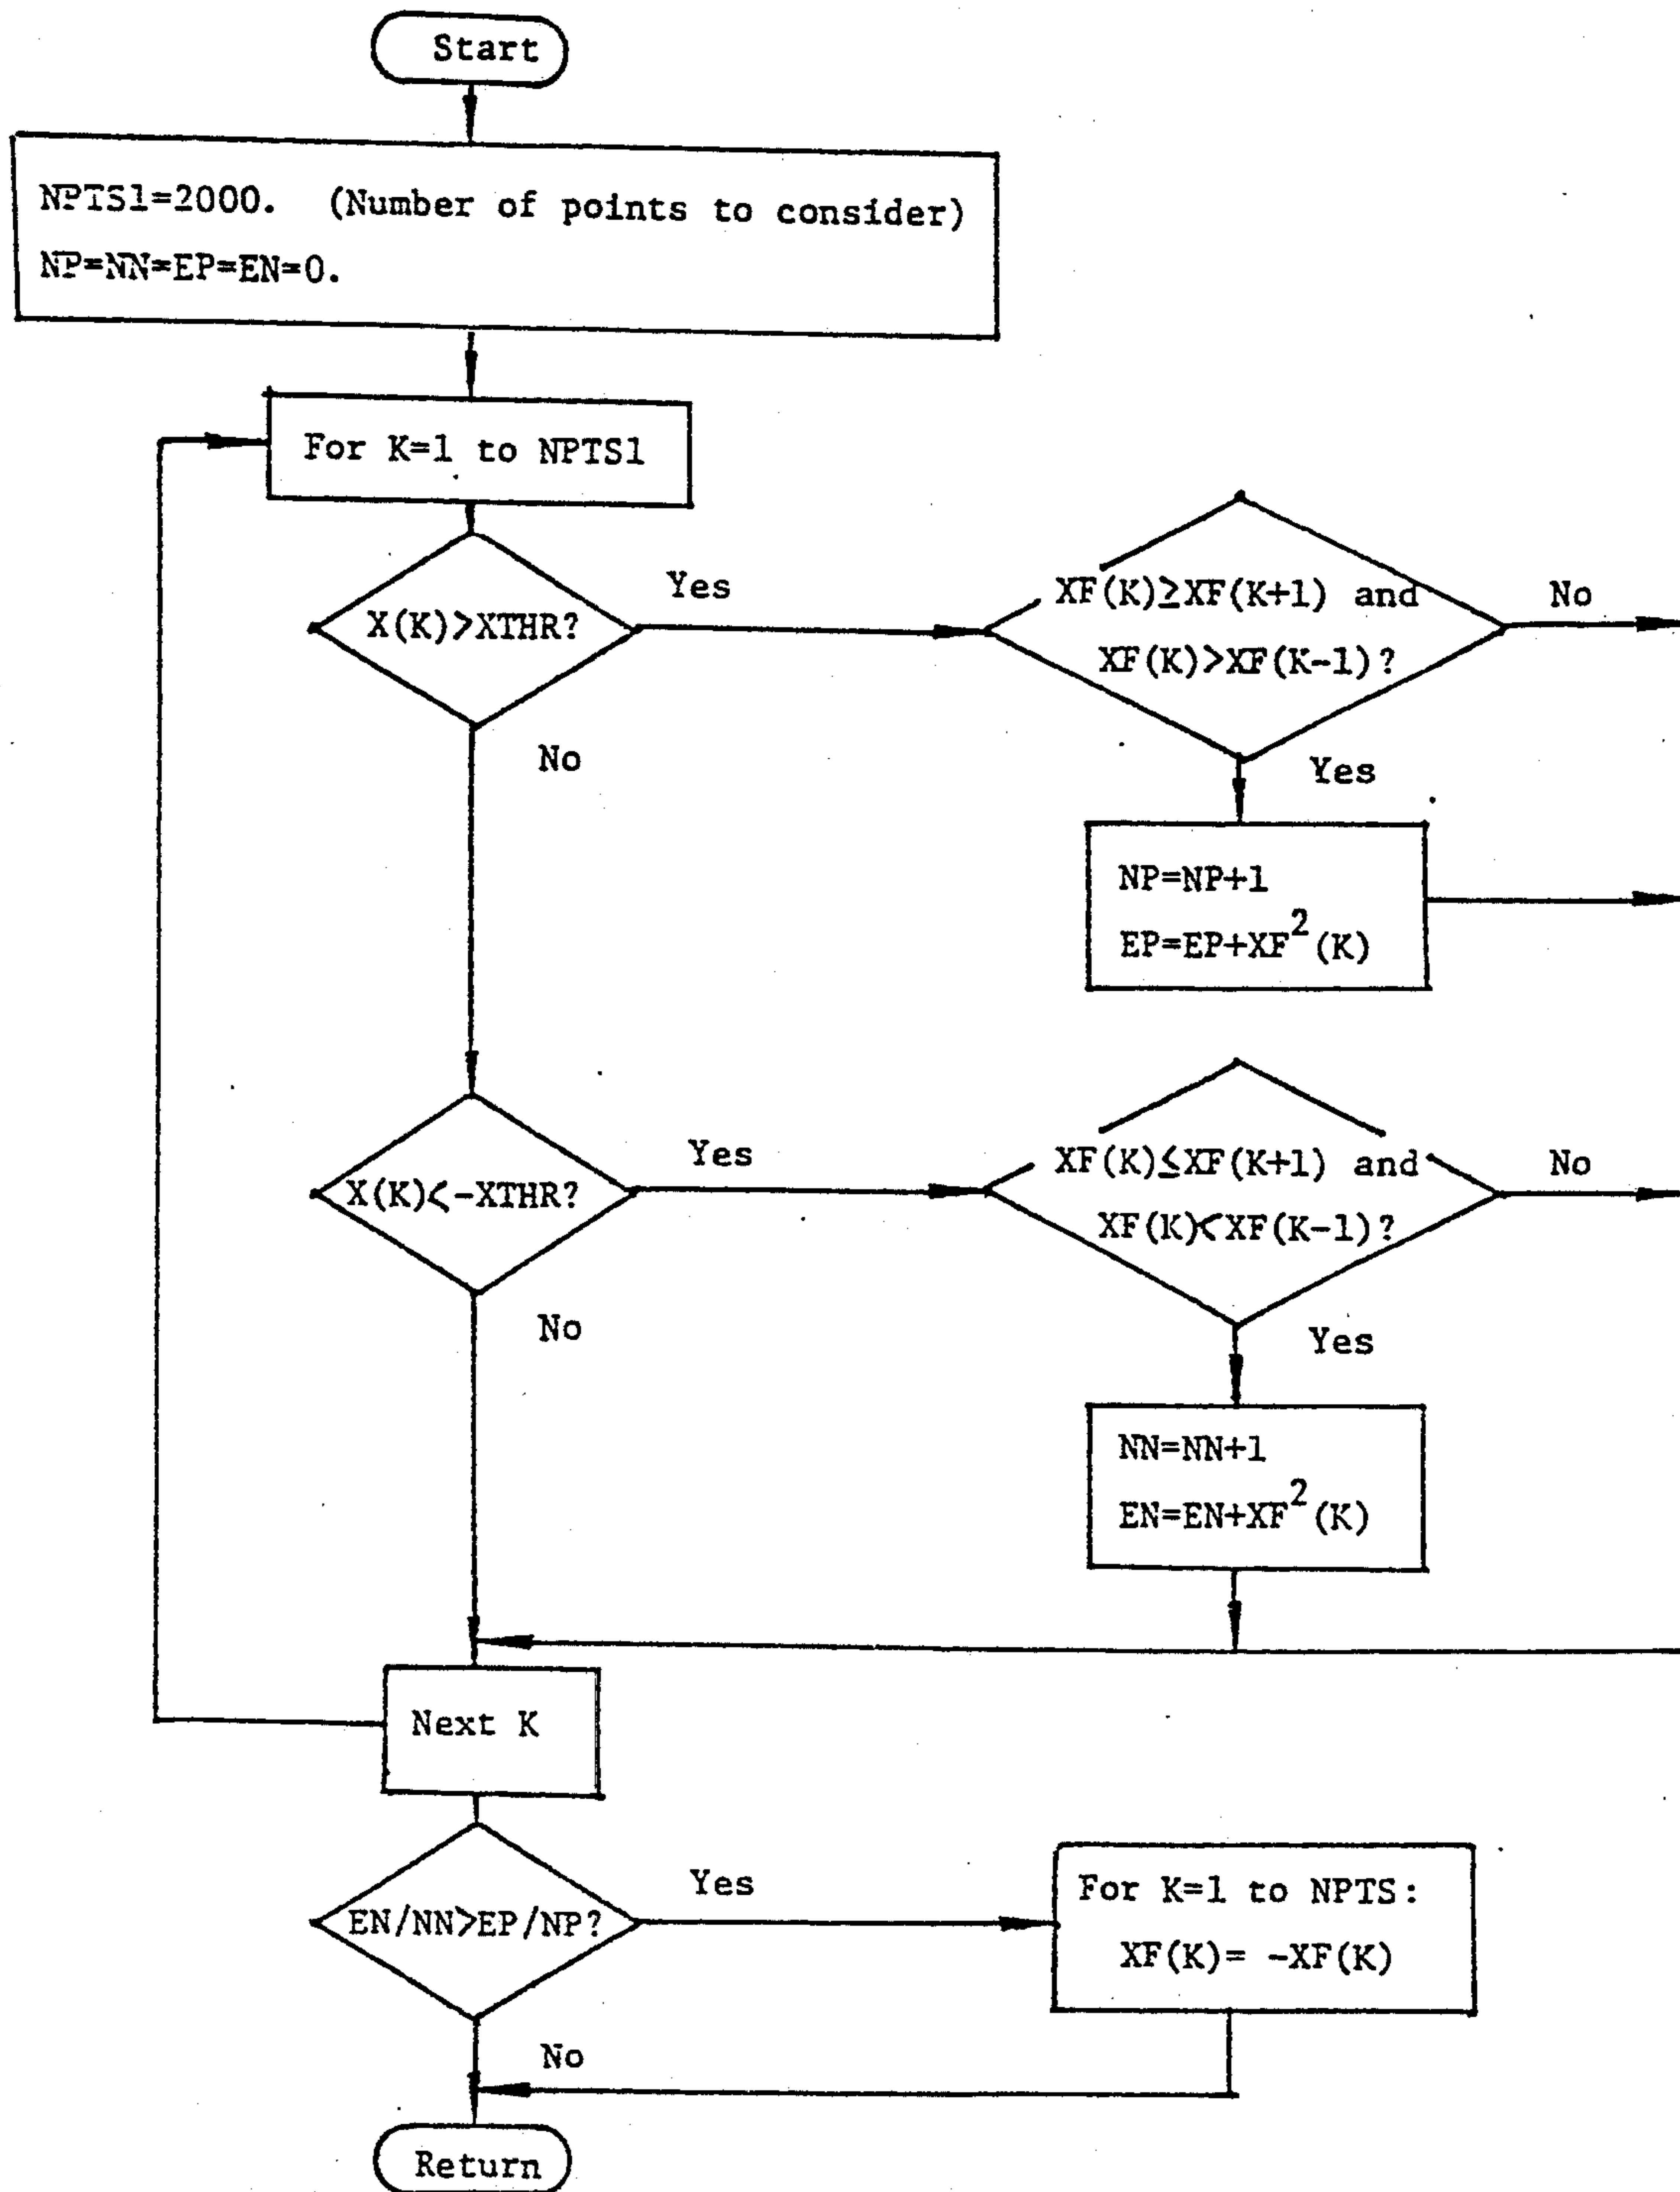 Start
NPTS1=2000. (Number of points to consider)
NP=NN=EP=EN=0.
For K=1 to NPTS1
X(K)>XTHR?
Yes
XF(K)≥XF(K+1) and
XF(K)>XF(K-1)?
No
No
Yes
NP=NP+1
EP=EP+XF²(K)
X(K)<-XTHR?
Yes
XF(K)≤XF(K+1) and
XF(K)<XF(K-1)?
No
No
Yes
NN=NN+1
EN=EN+XF²(K)
Next K
EN/NN>EP/NP?
Yes
For K=1 to NPTS:
XF(K)= -XF(K)
No
Return